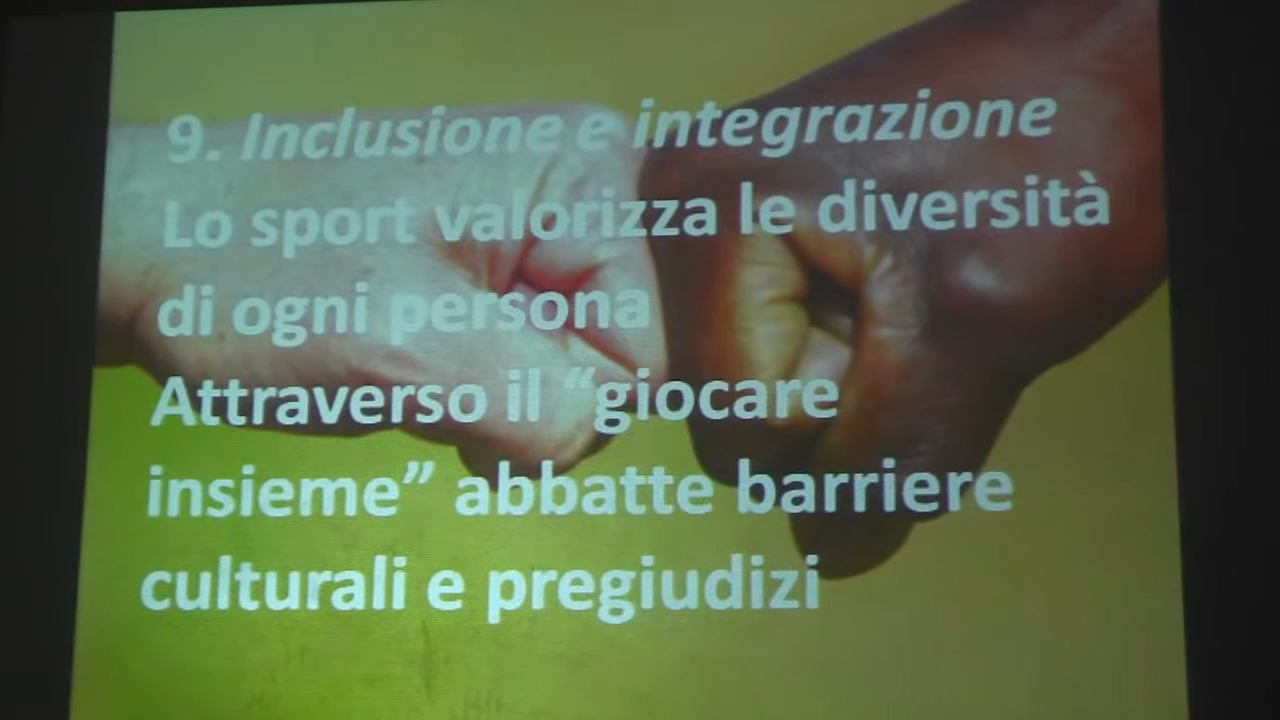 9. Inclusione e integrazione
Lo sport valorizza le diversità
di ogni persona
Attraverso il “giocare
insieme” abbatte barriere
culturali e pregiudizi